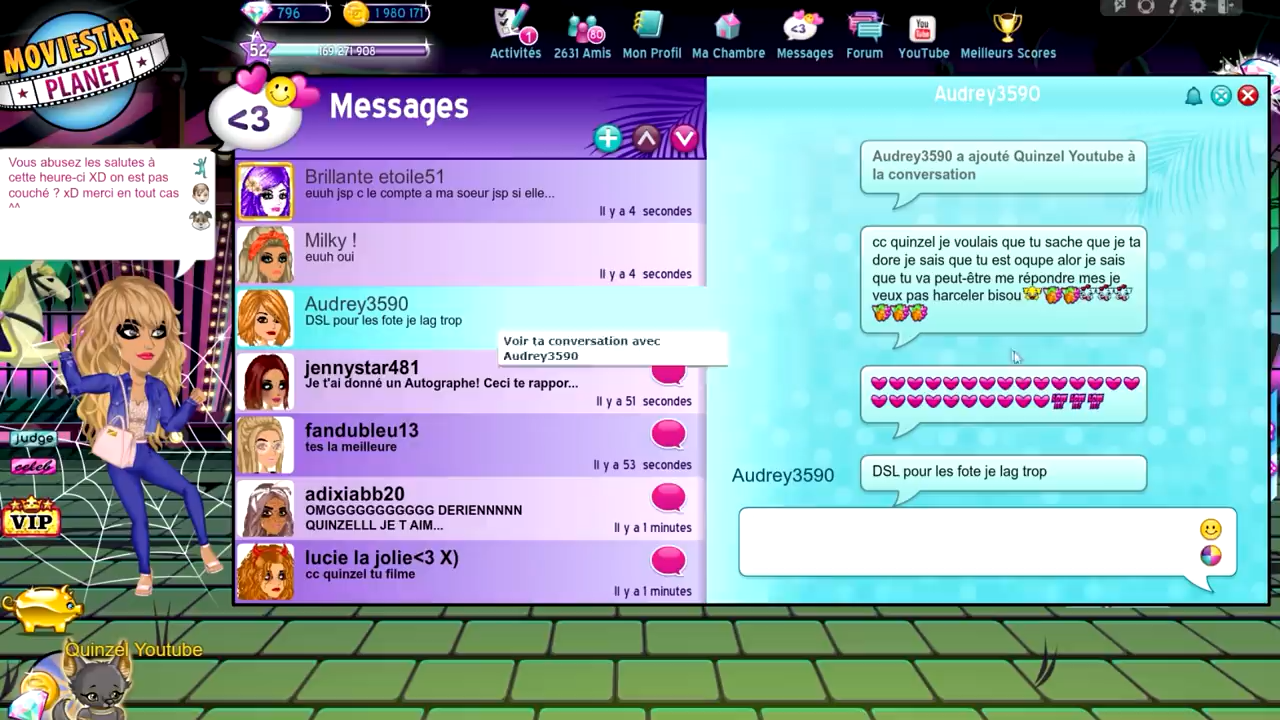 MOVIESTAR
PLANET
796
1 980 171
52
169 271 908
1
80
<3
You
Tube
Activités
2631 Amis
Mon Profil
Ma Chambre
Messages
Forum
YouTube
Meilleurs Scores
Vous abusez les salutes à
cette heure-ci XD on est pas
couché ? xD merci en tout cas
^^
judge
celeb
VIP
Quinzel Youtube
<3
Messages
Brillante etoile51
euuh jsp c le compte a ma soeur jsp si elle...
Il y a 4 secondes
Milky !
euuh oui
Il y a 4 secondes
Audrey3590
DSL pour les fote je lag trop
Voir ta conversation avec
Audrey3590
jennystar481
Je t'ai donné un Autographe! Ceci te rappor...
Il y a 51 secondes
fandubleu13
tes la meilleure
Il y a 53 secondes
adixiabb20
OMGGGGGGGGGGG DERIENNNNN
QUINZELLL JE T AIM...
Il y a 1 minutes
lucie la jolie<3 X)
cc quinzel tu filme
Il y a 1 minutes
Audrey3590
Audrey3590 a ajouté Quinzel Youtube à
la conversation
cc quinzel je voulais que tu sache que je ta
dore je sais que tu est oqupe alor je sais
que tu va peut-être me répondre mes je
veux pas harceler bisou
Audrey3590
DSL pour les fote je lag trop